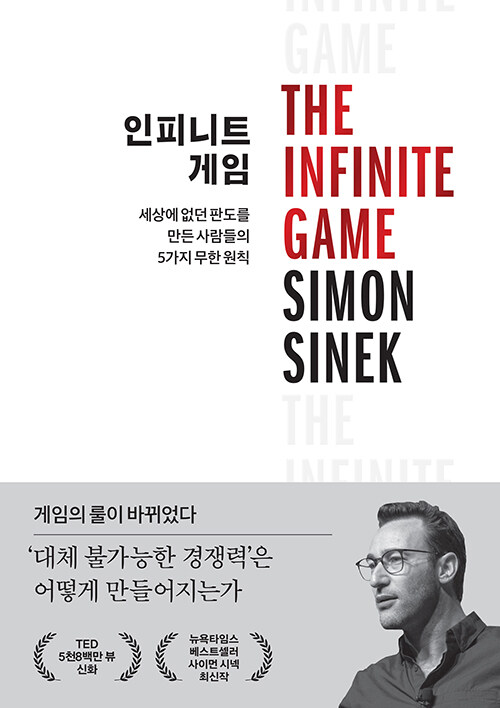 INFINITE
GAME
인피니트
게임
세상에 없던 판도를
만든 사람들의
5가지 무한 원칙
THE
INFINITE
GAME
SIMON
SINEK
THE
INFINITE
게임의 룰이 바뀌었다
‘대체 불가능한 경쟁력’은
어떻게 만들어지는가
TED
5천8백만 뷰
신화
뉴욕타임스
베스트셀러
사이먼 시넥
최신작